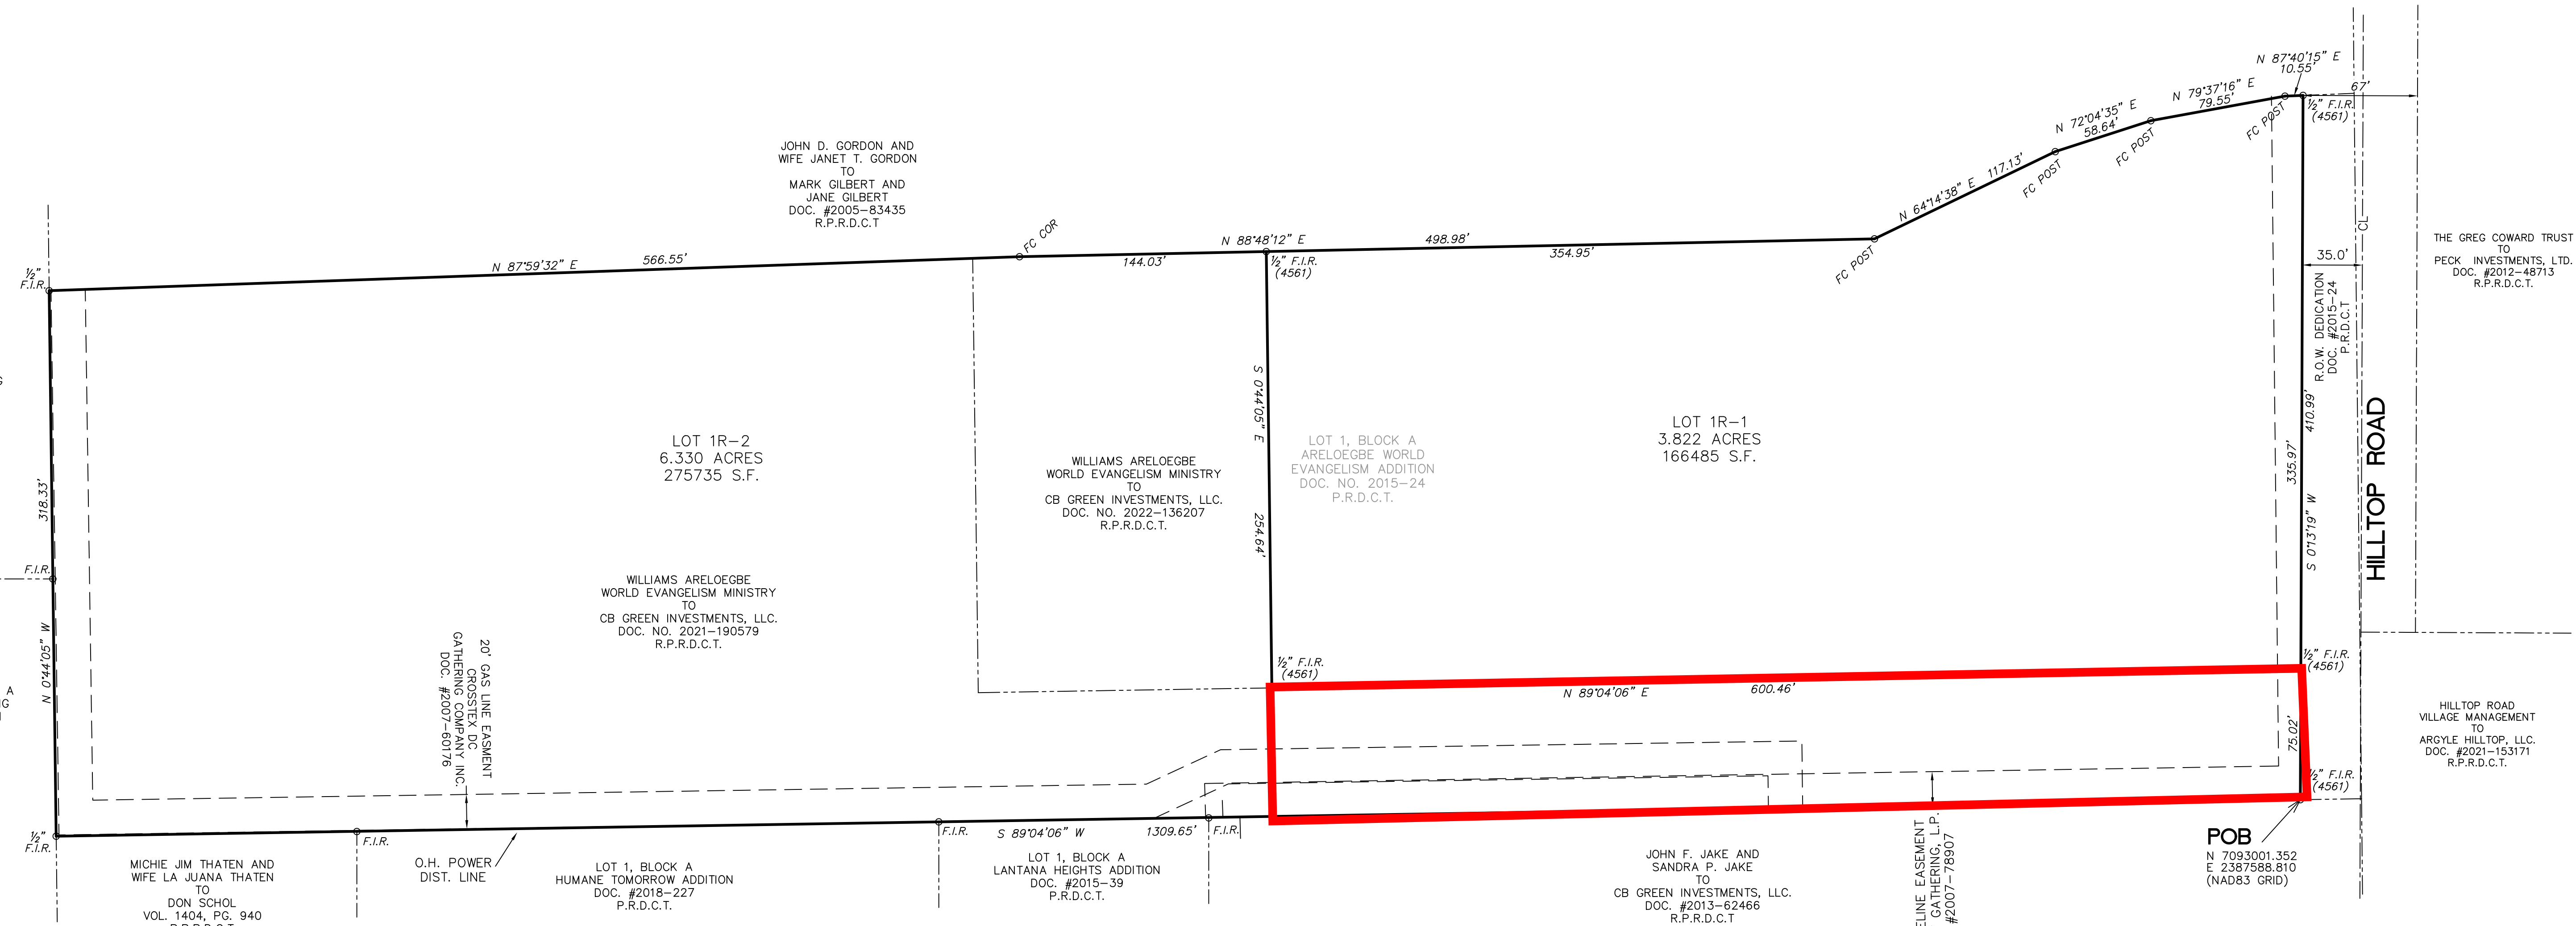 N 87°40'15" E
10.55'
67'
N 79°37'16" E
79.55'
½" F.I.R.
(4561)
FC POST
N 72°04'35" E
58.64'
FC POST
N 64°14'38" E 117.13'
FC POST
FC POST
JOHN D. GORDON AND
WIFE JANET T. GORDON
TO
MARK GILBERT AND
JANE GILBERT
DOC. #2005-83435
R.P.R.D.C.T
FC COR
N 88°48'12" E
498.98'
144.03'
354.95'
½" F.I.R.
(4561)
N 87°59'32" E
566.55'
½"
F.I.R.
CL
35.0'
R.O.W. DEDICATION
DOC. #2015-24
P.R.D.C.T
THE GREG COWARD TRUST
TO
PECK INVESTMENTS, LTD.
DOC. #2012-48713
R.P.R.D.C.T.
HILLTOP ROAD
410.99'
335.97'
S 0°13'19" W
LOT 1R-2
6.330 ACRES
275735 S.F.
WILLIAMS ARELOEGBE
WORLD EVANGELISM MINISTRY
TO
CB GREEN INVESTMENTS, LLC.
DOC. NO. 2022-136207
R.P.R.D.C.T.
S 0°44'05" E
254.64'
LOT 1, BLOCK A
ARELOEGBE WORLD
EVANGELISM ADDITION
DOC. NO. 2015-24
P.R.D.C.T.
LOT 1R-1
3.822 ACRES
166485 S.F.
318.33'
F.I.R.
N 0°44'05" W
WILLIAMS ARELOEGBE
WORLD EVANGELISM MINISTRY
TO
CB GREEN INVESTMENTS, LLC.
DOC. NO. 2021-190579
R.P.R.D.C.T.
20' GAS LINE EASMENT
CROSSTEX DC
GATHERING COMPANY INC.
DOC. #2007-60176
½" F.I.R.
(4561)
N 89°04'06" E
600.46'
½" F.I.R.
(4561)
75.02'
½" F.I.R.
(4561)
HILLTOP ROAD
VILLAGE MANAGEMENT
TO
ARGYLE HILLTOP, LLC.
DOC. #2021-153171
R.P.R.D.C.T.
A
G
½"
F.I.R.
F.I.R.
F.I.R.
S 89°04'06" W
1309.65'
F.I.R.
MICHIE JIM THATEN AND
WIFE LA JUANA THATEN
TO
DON SCHOL
VOL. 1404, PG. 940
R.P.R.D.C.T.
O.H. POWER
DIST. LINE
LOT 1, BLOCK A
HUMANE TOMORROW ADDITION
DOC. #2018-227
P.R.D.C.T.
LOT 1, BLOCK A
LANTANA HEIGHTS ADDITION
DOC. #2015-39
P.R.D.C.T.
JOHN F. JAKE AND
SANDRA P. JAKE
TO
CB GREEN INVESTMENTS, LLC.
DOC. #2013-62466
R.P.R.D.C.T
ELINE EASEMENT
GATHERING, L.P.
#2007-78907
POB
N 7093001.352
E 2387588.810
(NAD83 GRID)